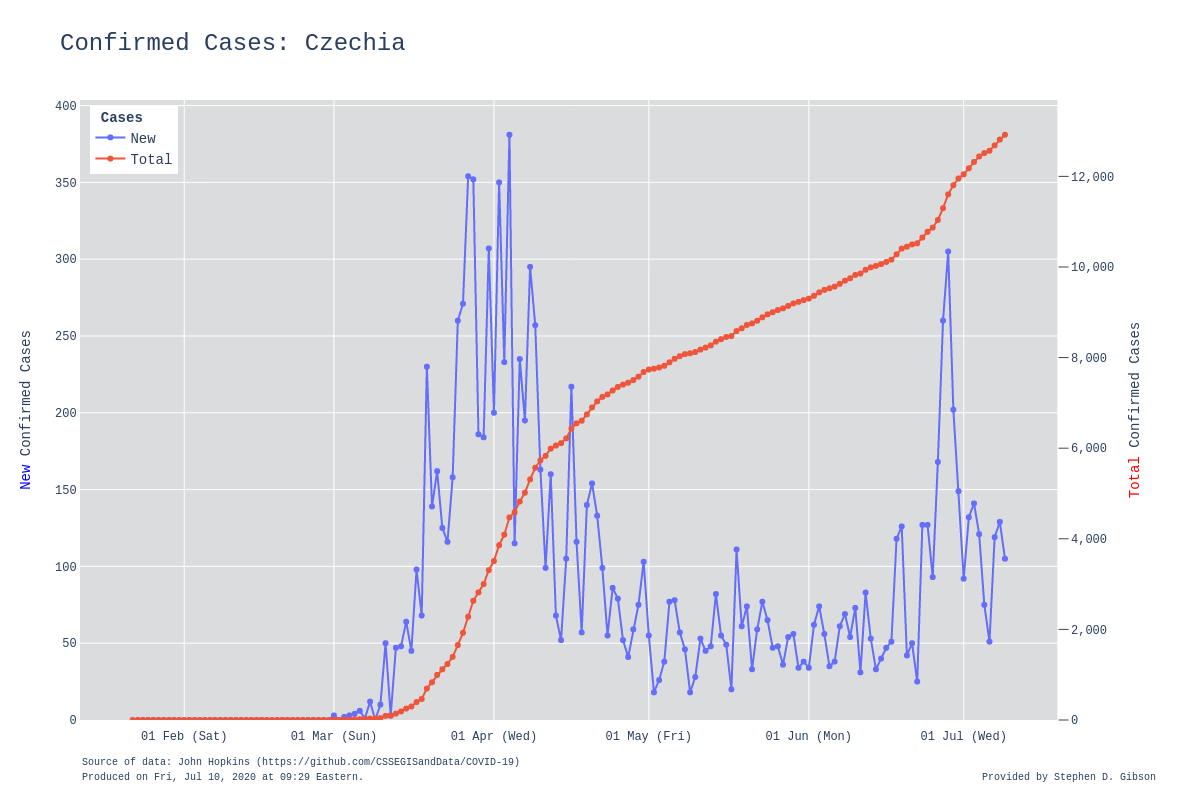 Confirmed Cases: Czechia
Cases
New
Total
400
350
300
250
200
150
100
50
0
12,000
10,000
8,000
6,000
4,000
2,000
0
New Confirmed Cases
Total Confirmed Cases
01 Feb (Sat)
01 Mar (Sun)
01 Apr (Wed)
01 May (Fri)
01 Jun (Mon)
01 Jul (Wed)
Source of data: John Hopkins (https://github.com/CSSEGISandData/COVID-19)
Produced on Fri, Jul 10, 2020 at 09:29 Eastern.
Provided by Stephen D. Gibson